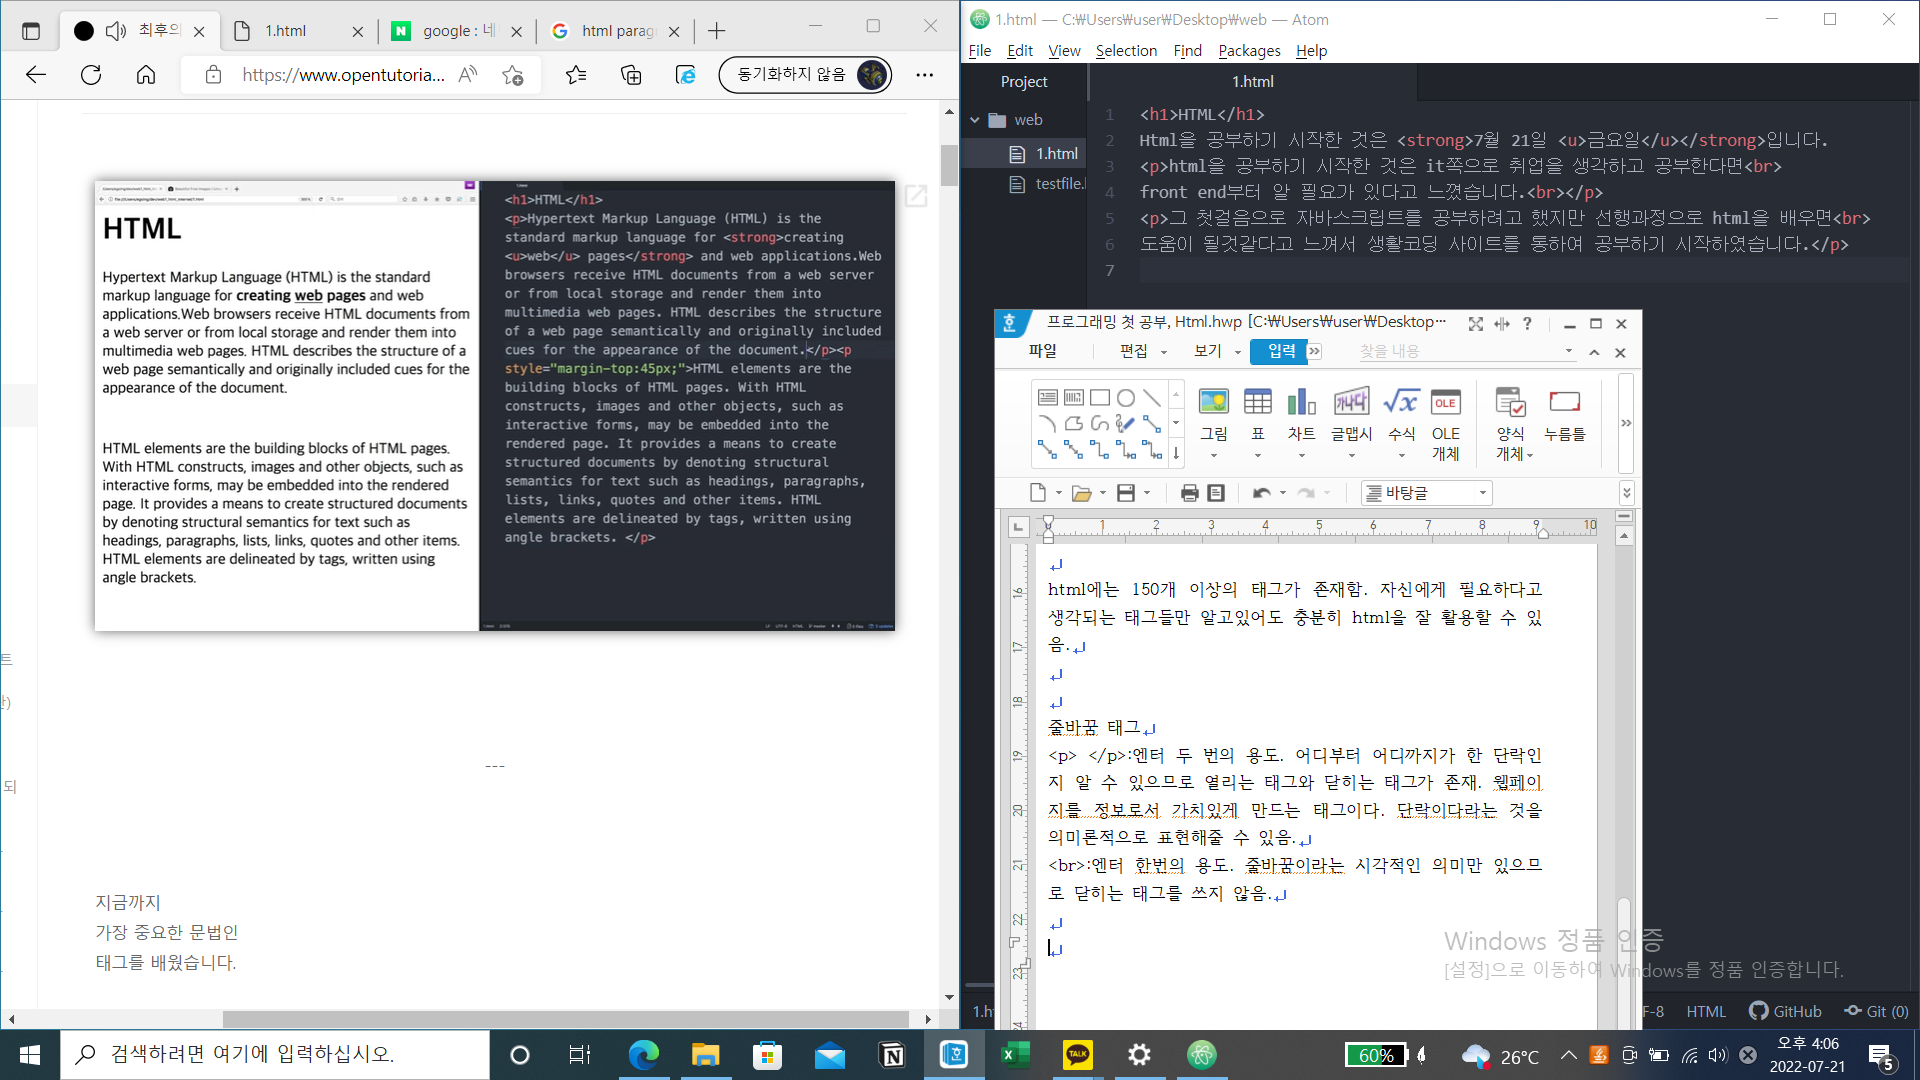 최후의
1.html
google : 네
html parag
https://www.opentutoria...
동기화하지 않음
HTML
Hypertext Markup Language (HTML) is the standard
markup language for creating web pages and web
applications.Web browsers receive HTML documents from
a web server or from local storage and render them into
multimedia web pages. HTML describes the structure of a
web page semantically and originally included cues for the
appearance of the document.
HTML elements are the building blocks of HTML pages.
With HTML constructs, images and other objects, such as
interactive forms, may be embedded into the rendered
page. It provides a means to create structured documents
by denoting structural semantics for text such as
headings, paragraphs, lists, links, quotes and other items.
HTML elements are delineated by tags, written using
angle brackets.
<h1>HTML</h1>
<p>Hypertext Markup Language (HTML) is the
standard markup language for <strong>creating
<u>web</u> pages</strong> and web applications.Web
browsers receive HTML documents from a web server
or from local storage and render them into
multimedia web pages. HTML describes the structure
of a web page semantically and originally included
cues for the appearance of the document.</p><p
style="margin-top:45px;">HTML elements are the
building blocks of HTML pages. With HTML
constructs, images and other objects, such as
interactive forms, may be embedded into the
rendered page. It provides a means to create
structured documents by denoting structural
semantics for text such as headings, paragraphs,
lists, links, quotes and other items. HTML
elements are delineated by tags, written using
angle brackets. </p>
트
되
---
지금까지
가장 중요한 문법인
태그를 배웠습니다.
1.html — C:₩Users₩user₩Desktop₩web — Atom
File Edit View Selection Find Packages Help
Project
web
1.html
testfile.
1.html
1 <h1>HTML</h1>
2 Html을 공부하기 시작한 것은 <strong>7월 21일 <u>금요일</u></strong>입니다.
3 <p>html을 공부하기 시작한 것은 it쪽으로 취업을 생각하고 공부한다면<br>
4 front end부터 알 필요가 있다고 느꼈습니다.<br></p>
5 <p>그 첫걸음으로 자바스크립트를 공부하려고 했지만 선행과정으로 html을 배우면<br>
6 도움이 될것같다고 느껴서 생활코딩 사이트를 통하여 공부하기 시작하였습니다.</p>
7
프로그래밍 첫 공부, Html.hwp [C:₩Users₩user₩Desktop···
파일 편집 보기 입력 찾을 내용
그림 표 차트 글맵시 수식 OLE 개체 양식 개체 누름틀
바탕글
1 2 3 4 5 6 7 8 9 10
16 17 18 19 20 21 22 23 24
html에는 150개 이상의 태그가 존재함. 자신에게 필요하다고
생각되는 태그들만 알고있어도 충분히 html을 잘 활용할 수 있
음.
줄바꿈 태그
<p> </p>:엔터 두 번의 용도. 어디부터 어디까지가 한 단락인
지 알 수 있으므로 열리는 태그와 닫히는 태그가 존재. 웹페이
지를 정보로서 가치있게 만드는 태그이다. 단락이다라는 것을
의미론적으로 표현해줄 수 있음.
<br>:엔터 한번의 용도. 줄바꿈이라는 시각적인 의미만 있으므
로 닫히는 태그를 쓰지 않음.
Windows 정품 인증
[설정]으로 이동하여 Windows를 정품 인증합니다.
1.h
F-8 HTML GitHub Git (0)
검색하려면 여기에 입력하십시오.
TALK
60%
26°C
오후 4:06
2022-07-21
5